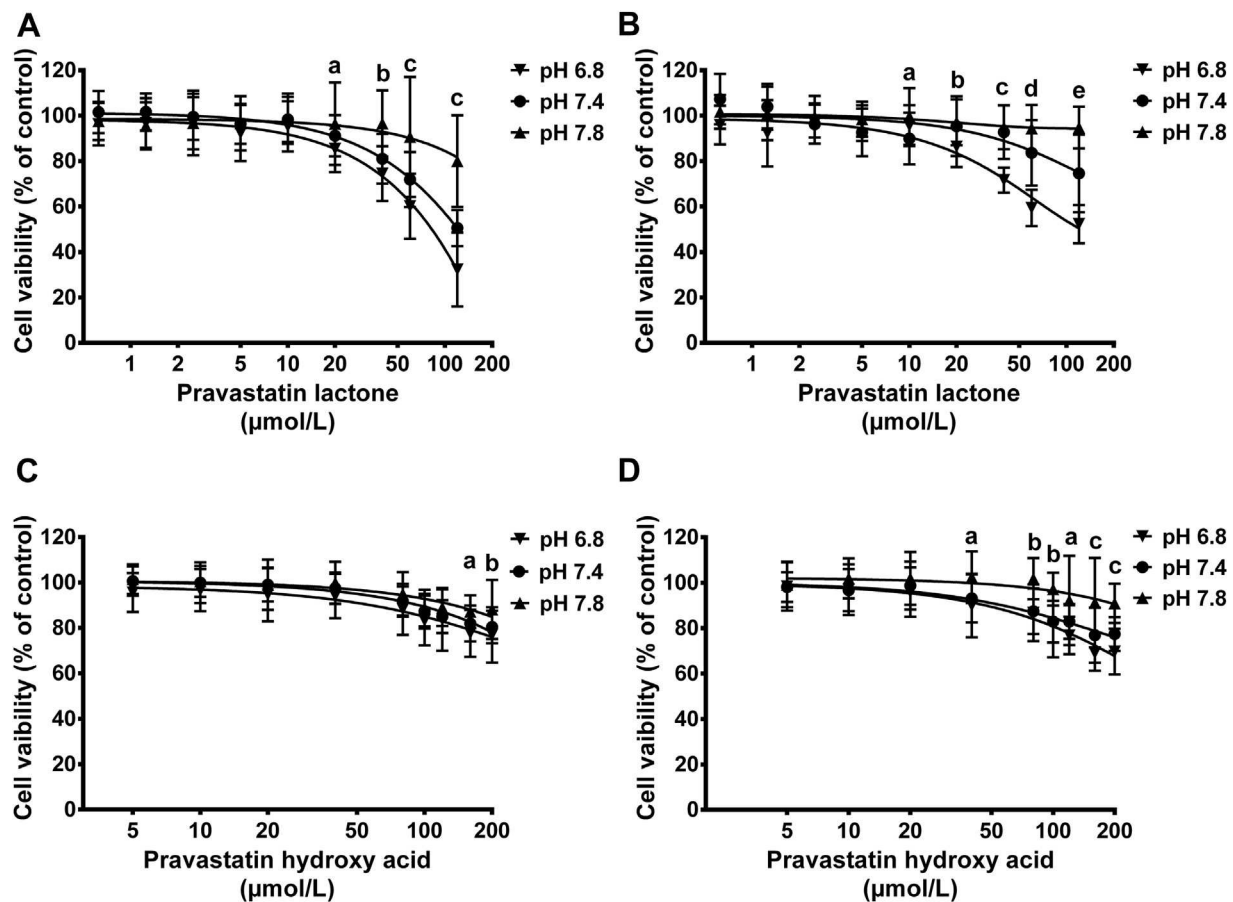 A
Cell vaibility (% of control)
120
100
80
60
40
20
0
a b c c
pH 6.8
pH 7.4
pH 7.8
1 2 5 10 20 50 100 200
Pravastatin lactone
(µmol/L)
B
Cell vaibility (% of control)
120
100
80
60
40
20
0
a b c d e
pH 6.8
pH 7.4
pH 7.8
1 2 5 10 20 50 100 200
Pravastatin lactone
(µmol/L)
C
Cell vaibility (% of control)
120
100
80
60
40
20
0
a b
pH 6.8
pH 7.4
pH 7.8
5 10 20 50 100 200
Pravastatin hydroxy acid
(µmol/L)
D
Cell vaibility (% of control)
120
100
80
60
40
20
0
a b b a c c
pH 6.8
pH 7.4
pH 7.8
5 10 20 50 100 200
Pravastatin hydroxy acid
(µmol/L)